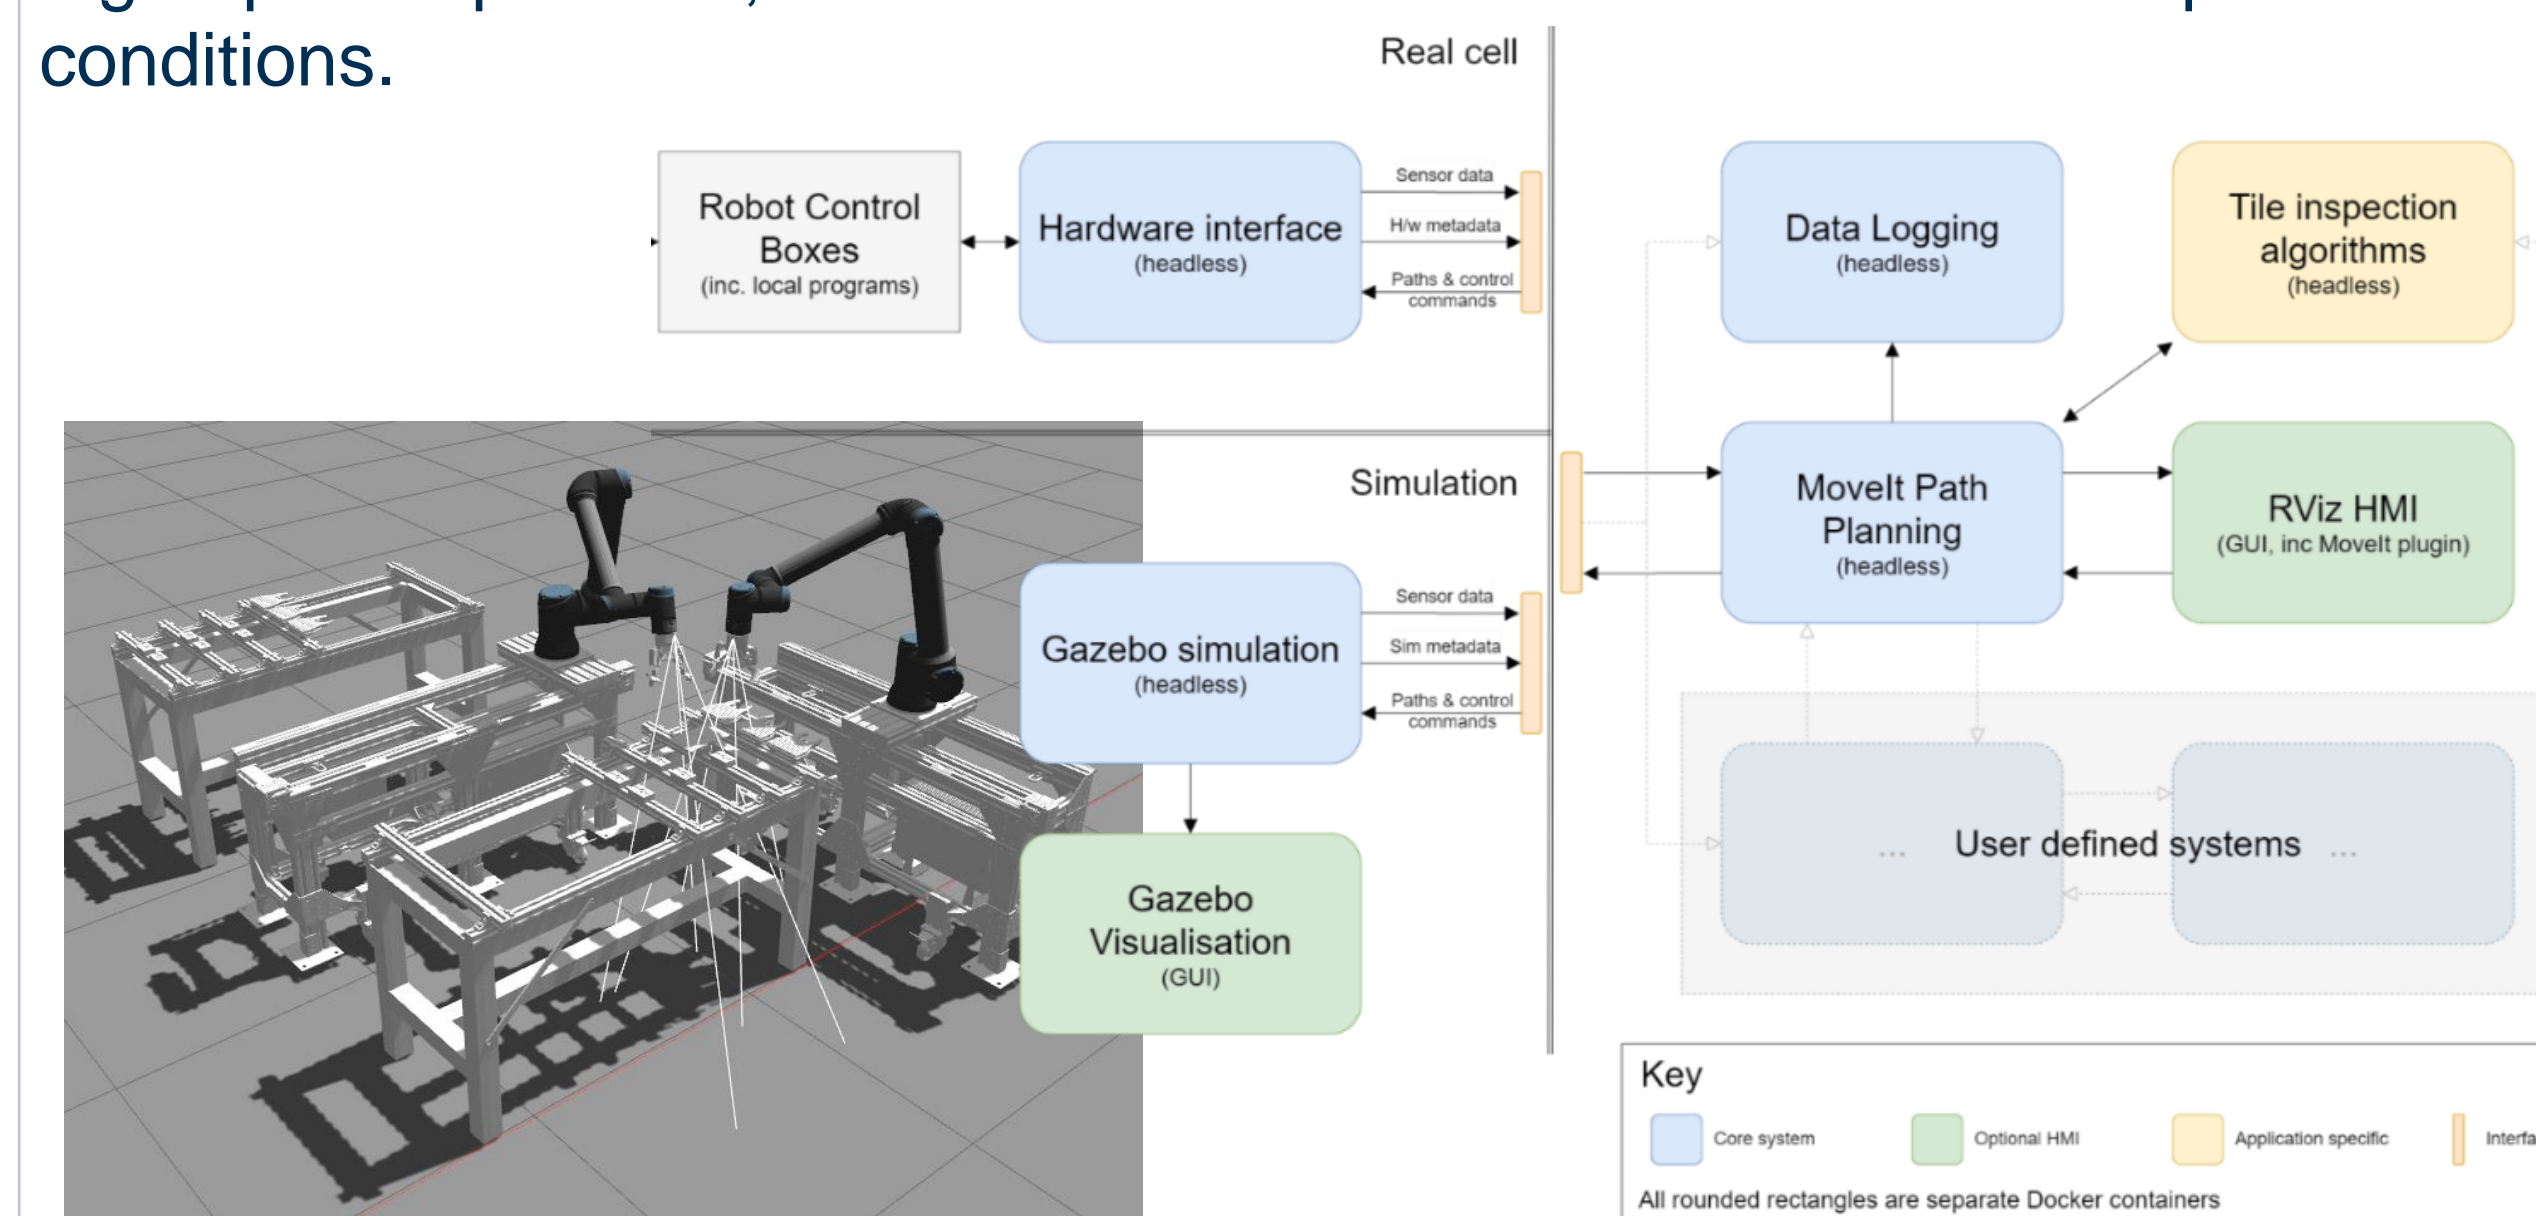 conditions.
Real cell
Robot Control
Boxes
(inc. local programs)
Hardware interface
(headless)
Sensor data
H/w metadata
Paths & control
commands
Data Logging
(headless)
Tile inspection
algorithms
(headless)
Simulation
MoveIt Path
Planning
(headless)
RViz HMI
(GUI, inc MoveIt plugin)
Gazebo simulation
(headless)
Sensor data
Sim metadata
Paths & control
commands
... User defined systems ...
Gazebo
Visualisation
(GUI)
Key
Core system
Optional HMI
Application specific
All rounded rectangles are separate Docker containers